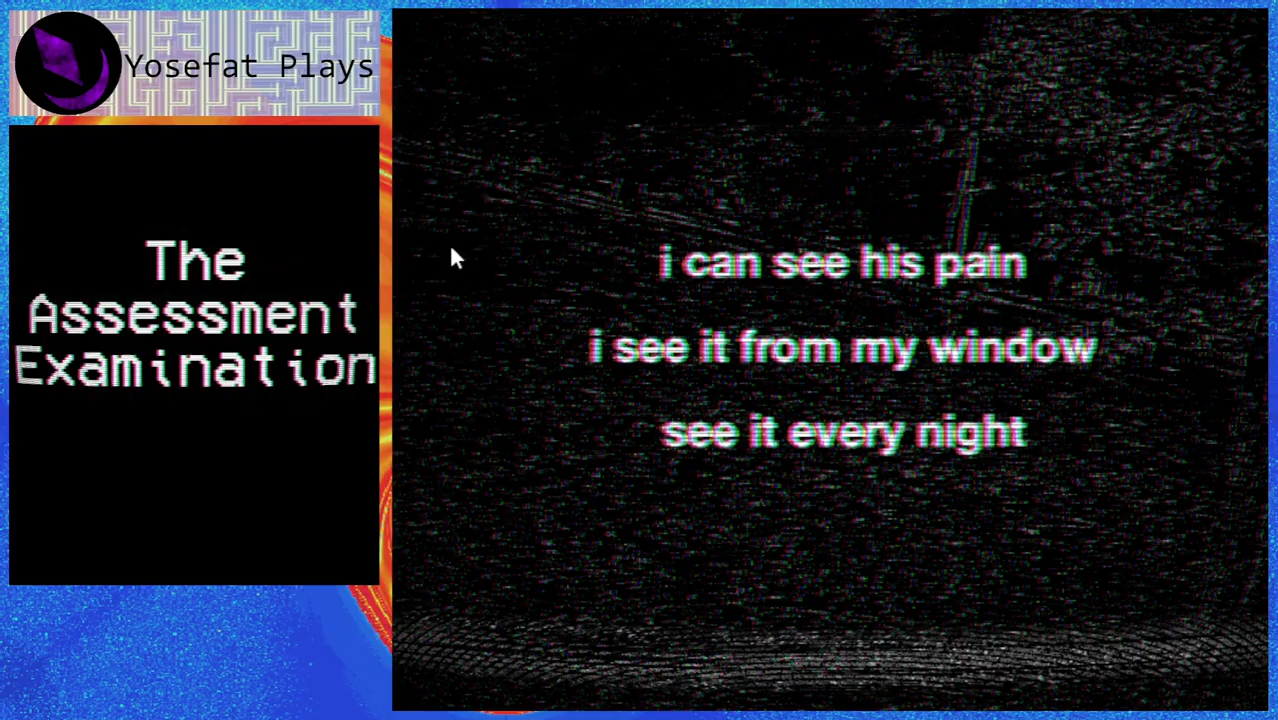 Yosefat Plays
The
Assessment
Examination
i can see his pain
i see it from my window
see it every night